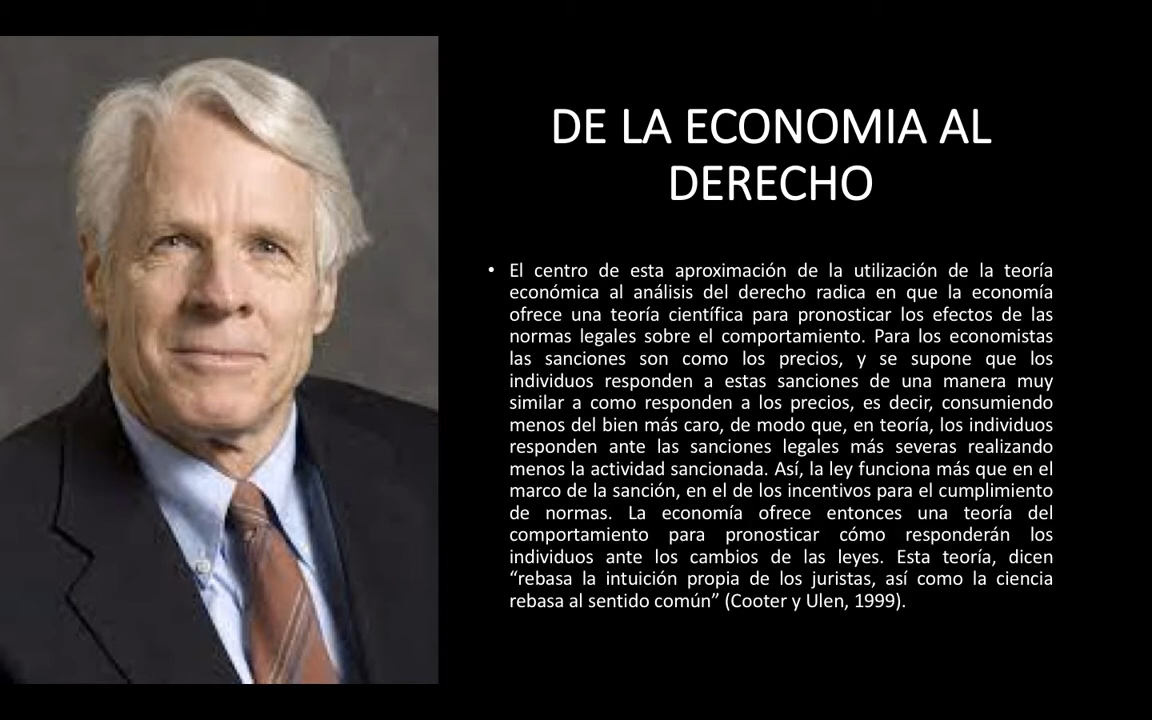 DE LA ECONOMIA AL
DERECHO
• El centro de esta aproximación de la utilización de la teoría
económica al análisis del derecho radica en que la economía
ofrece una teoría científica para pronosticar los efectos de las
normas legales sobre el comportamiento. Para los economistas
las sanciones son como los precios, y se supone que los
individuos responden a estas sanciones de una manera muy
similar a como responden a los precios, es decir, consumiendo
menos del bien más caro, de modo que, en teoría, los individuos
responden ante las sanciones legales más severas realizando
menos la actividad sancionada. Así, la ley funciona más que en el
marco de la sanción, en el de los incentivos para el cumplimiento
de normas. La economía ofrece entonces una teoría del
comportamiento para pronosticar cómo responderán los
individuos ante los cambios de las leyes. Esta teoría, dicen
“rebasa la intuición propia de los juristas, así como la ciencia
rebasa al sentido común” (Cooter y Ulen, 1999).